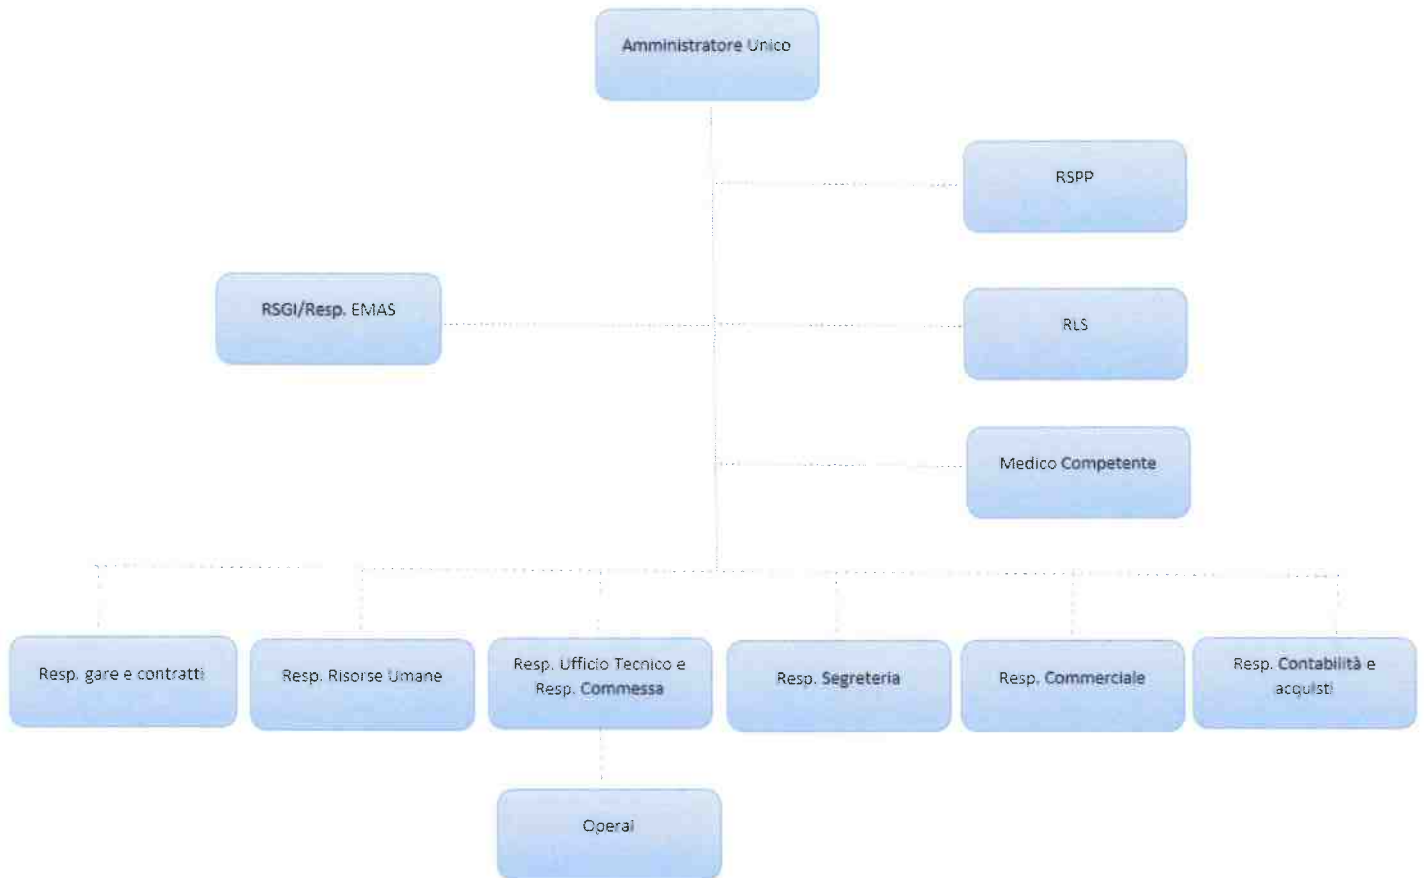 Amministratore Unico
RSPP
RSGI/Resp. EMAS
RLS
Medico Competente
Resp. gare e contratti
Resp. Risorse Umane
Resp. Ufficio Tecnico e
Resp. Commessa
Resp. Segreteria
Resp. Commerciale
Resp. Contabilità e
acquisti
Operai